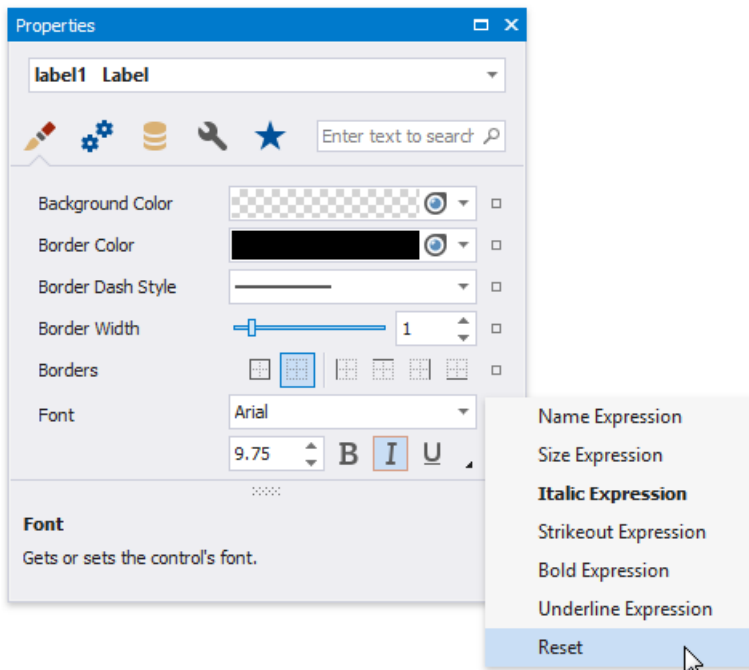 Properties
label1 Label
Enter text to search
Background Color
Border Color
Border Dash Style
Border Width
1
Borders
Font
Arial
9.75
B I U
Font
Gets or sets the control's font.
Name Expression
Size Expression
Italic Expression
Strikeout Expression
Bold Expression
Underline Expression
Reset